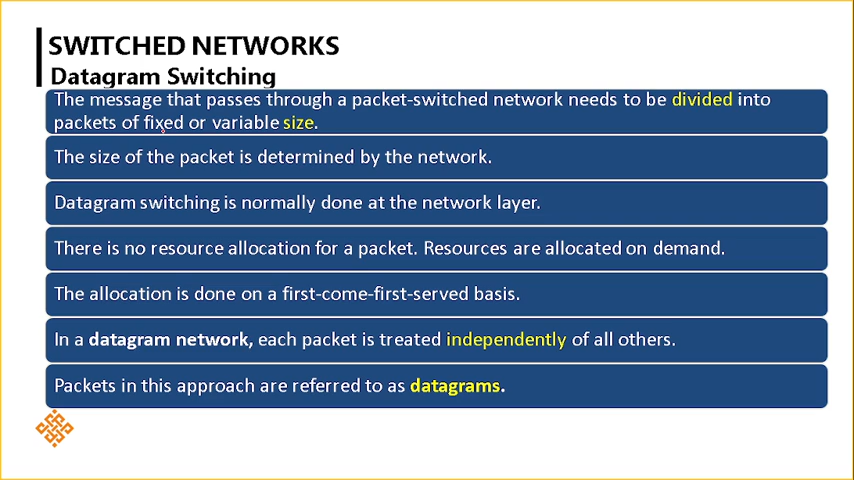 SWITCHED NETWORKS
Datagram Switching
The message that passes through a packet-switched network needs to be divided into
packets of fixed or variable size.
The size of the packet is determined by the network.
Datagram switching is normally done at the network layer.
There is no resource allocation for a packet. Resources are allocated on demand.
The allocation is done on a first-come-first-served basis.
In a datagram network, each packet is treated independently of all others.
Packets in this approach are referred to as datagrams.